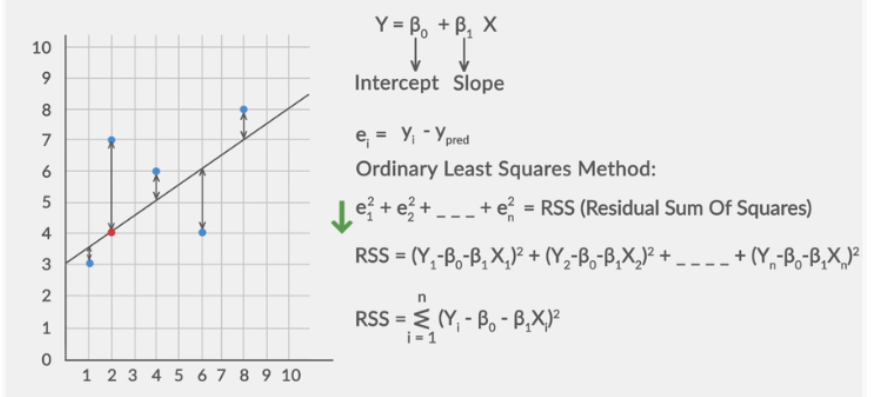 Y = β₀ + β₁ X
Intercept Slope
eᵢ = Yᵢ - Y_pred
Ordinary Least Squares Method:
e₁² + e₂² + _ _ _ + eₙ² = RSS (Residual Sum Of Squares)
RSS = (Y₁-β₀-β₁X₁)² + (Y₂-β₀-β₁X₂)² + _ _ _ _ + (Yₙ-β₀-β₁Xₙ)²
n
RSS = ≤ (Yᵢ - β₀ - β₁Xᵢ)²
i = 1
10
9
8
7
6
5
4
3
2
1
0
1 2 3 4 5 6 7 8 9 10